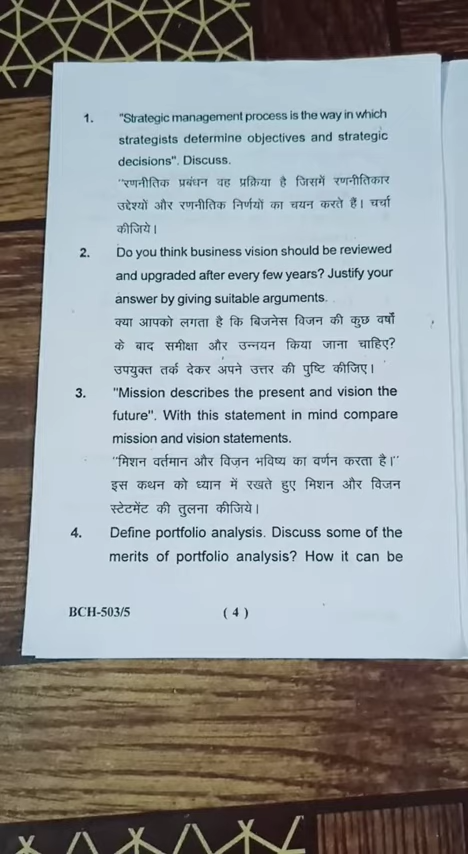 1. "Strategic management process is the way in which
strategists determine objectives and strategic
decisions". Discuss.
"रणनीतिक प्रबंधन वह प्रक्रिया है जिसमें रणनीतिकार
उद्देश्यों और रणनीतिक निर्णयों का चयन करते हैं। चर्चा
कीजिये।
2. Do you think business vision should be reviewed
and upgraded after every few years? Justify your
answer by giving suitable arguments.
क्या आपको लगता है कि बिजनेस विजन की कुछ वर्षों
के बाद समीक्षा और उन्नयन किया जाना चाहिए?
उपयुक्त तर्क देकर अपने उत्तर की पुष्टि कीजिए।
3. "Mission describes the present and vision the
future". With this statement in mind compare
mission and vision statements.
"मिशन वर्तमान और विज़न भविष्य का वर्णन करता है।"
इस कथन को ध्यान में रखते हुए मिशन और विजन
स्टेटमेंट की तुलना कीजिये।
4. Define portfolio analysis. Discuss some of the
merits of portfolio analysis? How it can be
BCH-503/5 ( 4 )